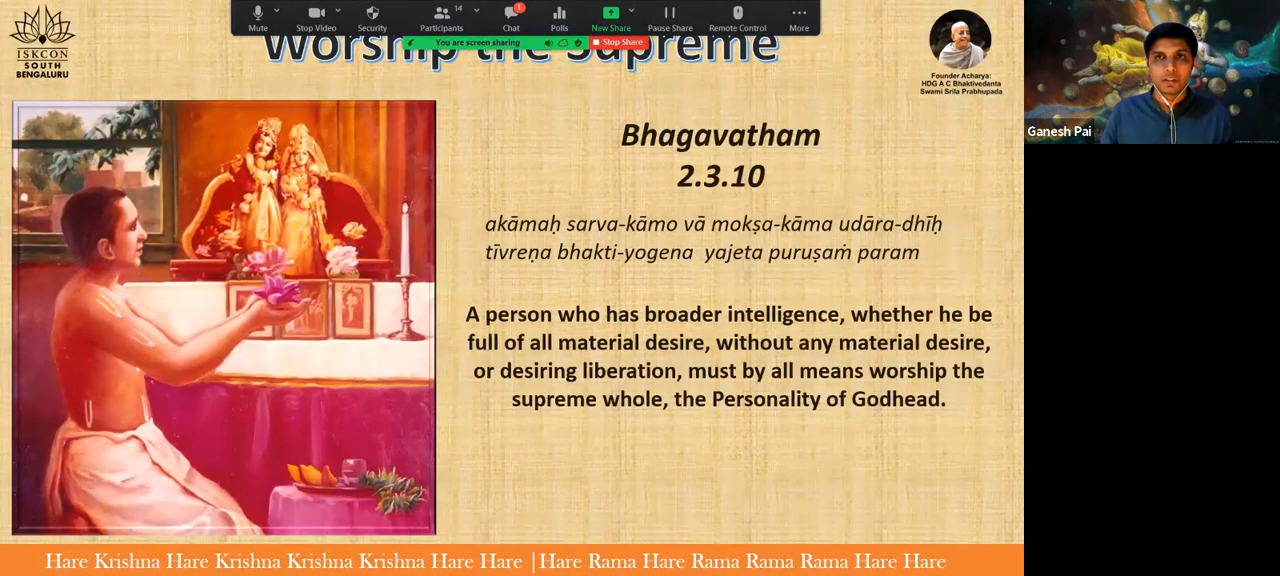 14
1
Mute
Stop Video
Security
Participants
Chat
Polls
New Share
Pause Share
Remote Control
More
You are screen sharing
Stop Share
ISKCON
SOUTH
BENGALURU
Worship the Supreme
Founder Acharya:
HDG A C Bhaktivedanta
Swami Srila Prabhupada
Ganesh Pai
Bhagavatham
2.3.10
akāmaḥ sarva-kāmo vā mokṣa-kāma udāra-dhīḥ
tīvreṇa bhakti-yogena yajeta puruṣaṁ param
A person who has broader intelligence, whether he be
full of all material desire, without any material desire,
or desiring liberation, must by all means worship the
supreme whole, the Personality of Godhead.
Hare Krishna Hare Krishna Krishna Krishna Hare Hare |Hare Rama Hare Rama Rama Rama Hare Hare